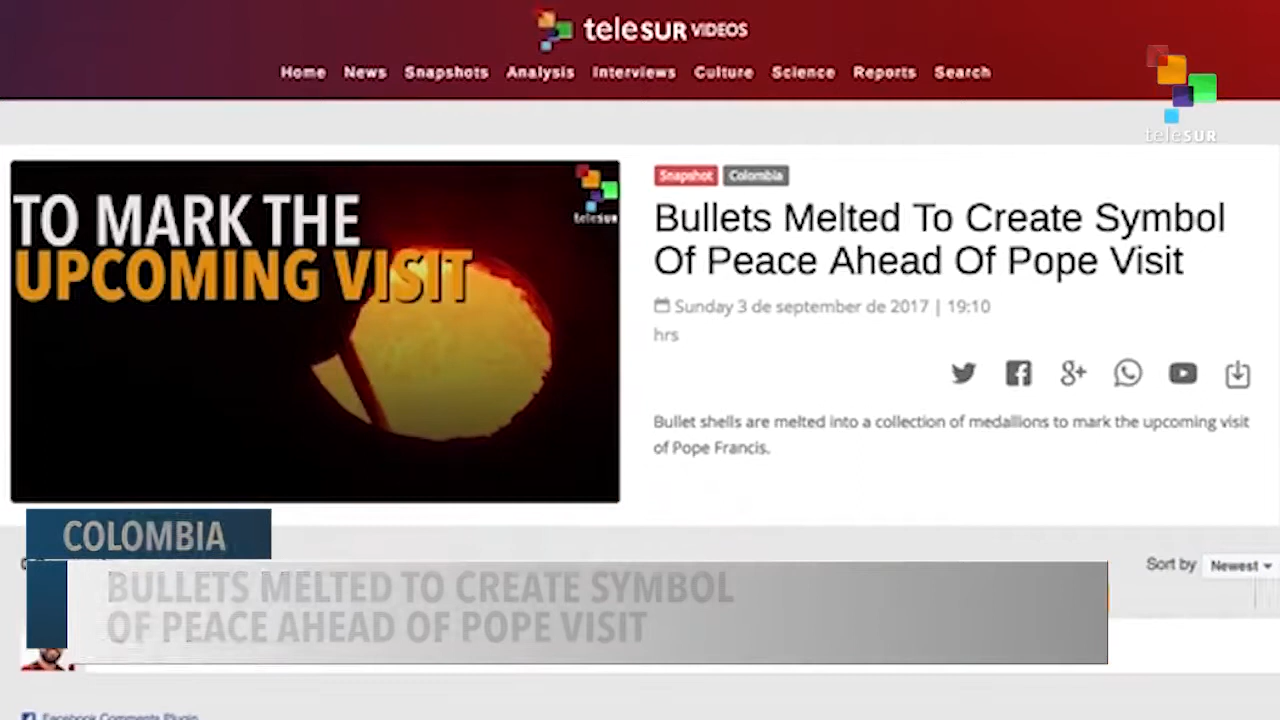 teleSUR VIDEOS
Home News Snapshots Analysis Interviews Culture Science Reports Search
teleSUR
TO MARK THE
UPCOMING VISIT
teleSUR
Snapshot Colombia
Bullets Melted To Create Symbol
Of Peace Ahead Of Pope Visit
Sunday 3 de september de 2017 | 19:10
hrs
Bullet shells are melted into a collection of medallions to mark the upcoming visit
of Pope Francis.
COLOMBIA
Sort by Newest
BULLETS MELTED TO CREATE SYMBOL
OF PEACE AHEAD OF POPE VISIT
Facebook Comments Plugin